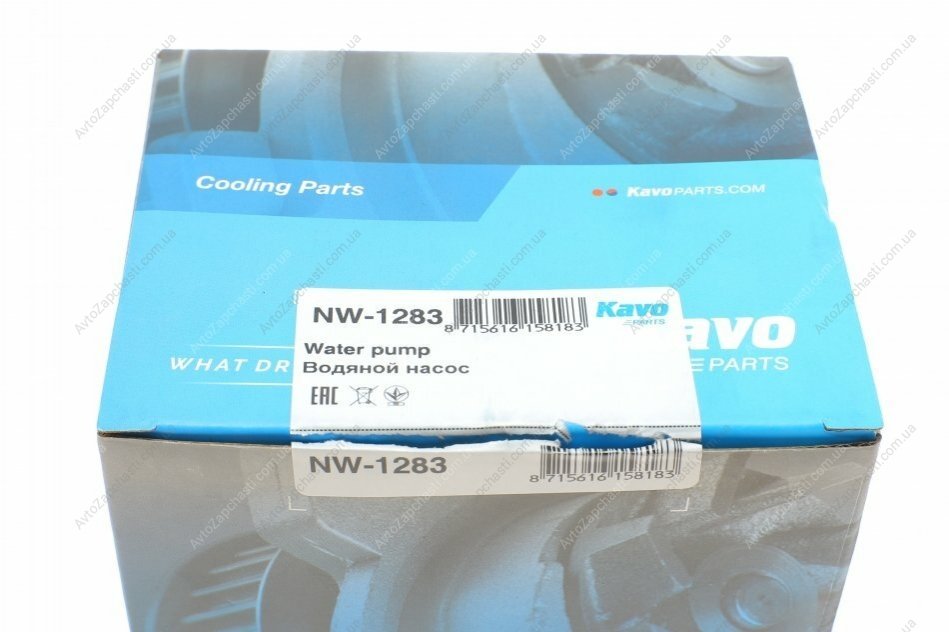 Cooling Parts
KavoPARTS.COM
NW-1283
8 715616 158183
Kavo
PARTS
Water pump
Водяной насос
EAC
WHAT DR
avo
E PARTS
NW-1283
8 715616 158183
AvtoZapchasti.com.ua